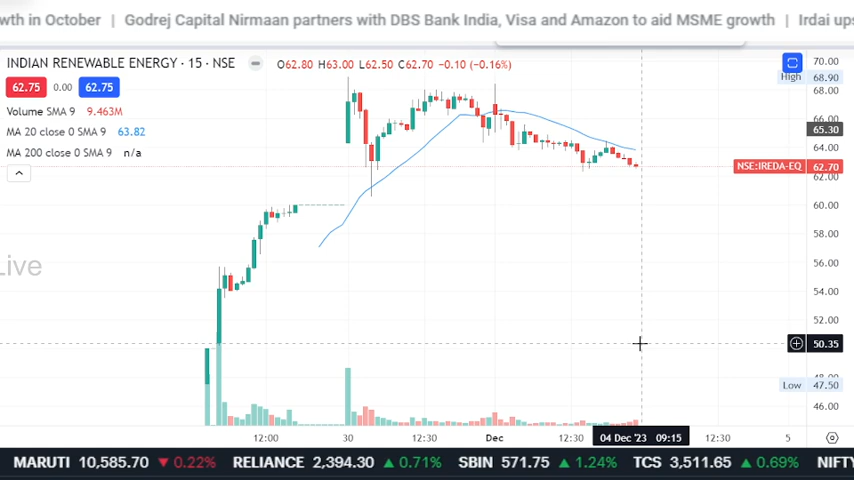 wth in October | Godrej Capital Nirmaan partners with DBS Bank India, Visa and Amazon to aid MSME growth | Irdai ups
INDIAN RENEWABLE ENERGY · 15 · NSE O62.80 H63.00 L62.50 C62.70 -0.10 (-0.16%)
62.75 0.00 62.75
Volume SMA 9 9.463M
MA 20 close 0 SMA 9 63.82
MA 200 close 0 SMA 9 n/a
70.00
High 68.90
68.00
66.00
65.30
64.00
NSE:IREDA-EQ 62.70
62.00
60.00
58.00
56.00
Live
54.00
52.00
50.35
48.00
Low 47.50
46.00
12:00 30 12:30 Dec 12:30 04 Dec '23 09:15 12:30 5
MARUTI 10,585.70 ▼ 0.22% RELIANCE 2,394.30 ▲ 0.71% SBIN 571.75 ▲ 1.24% TCS 3,511.65 ▲ 0.69% NIFTY